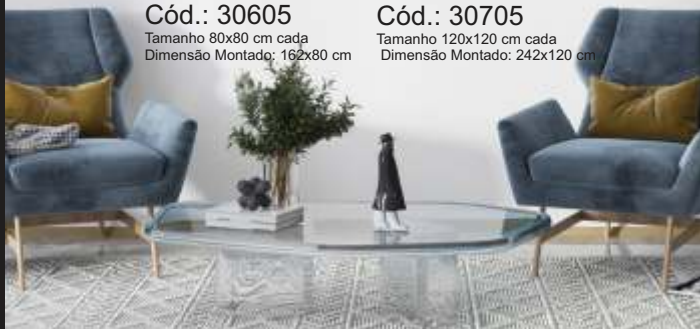 Cód.: 30605
Tamanho 80x80 cm cada
Dimensão Montado: 162x80 cm
Cód.: 30705
Tamanho 120x120 cm cada
Dimensão Montado: 242x120 cm